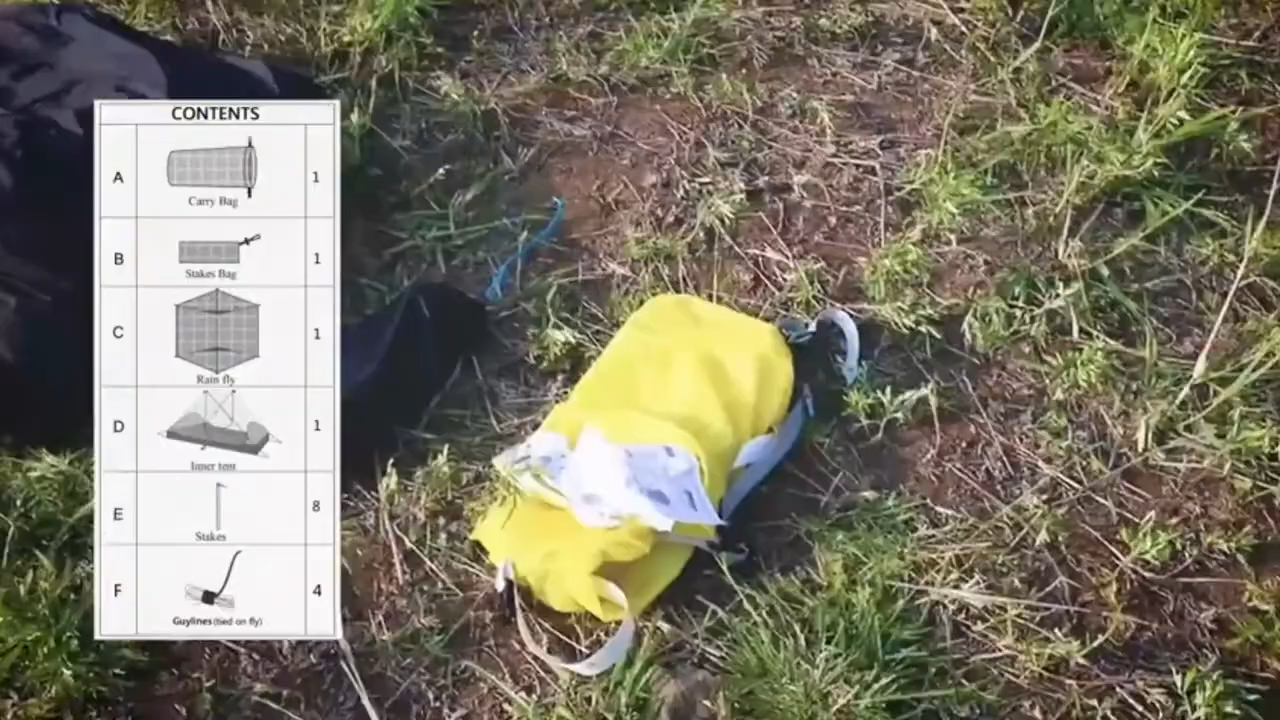 CONTENTS
A
Carry Bag
1
B
Stakes Bag
1
C
Rain fly
1
D
Inner tent
1
E
Stakes
8
F
Guylines (tied on fly)
4